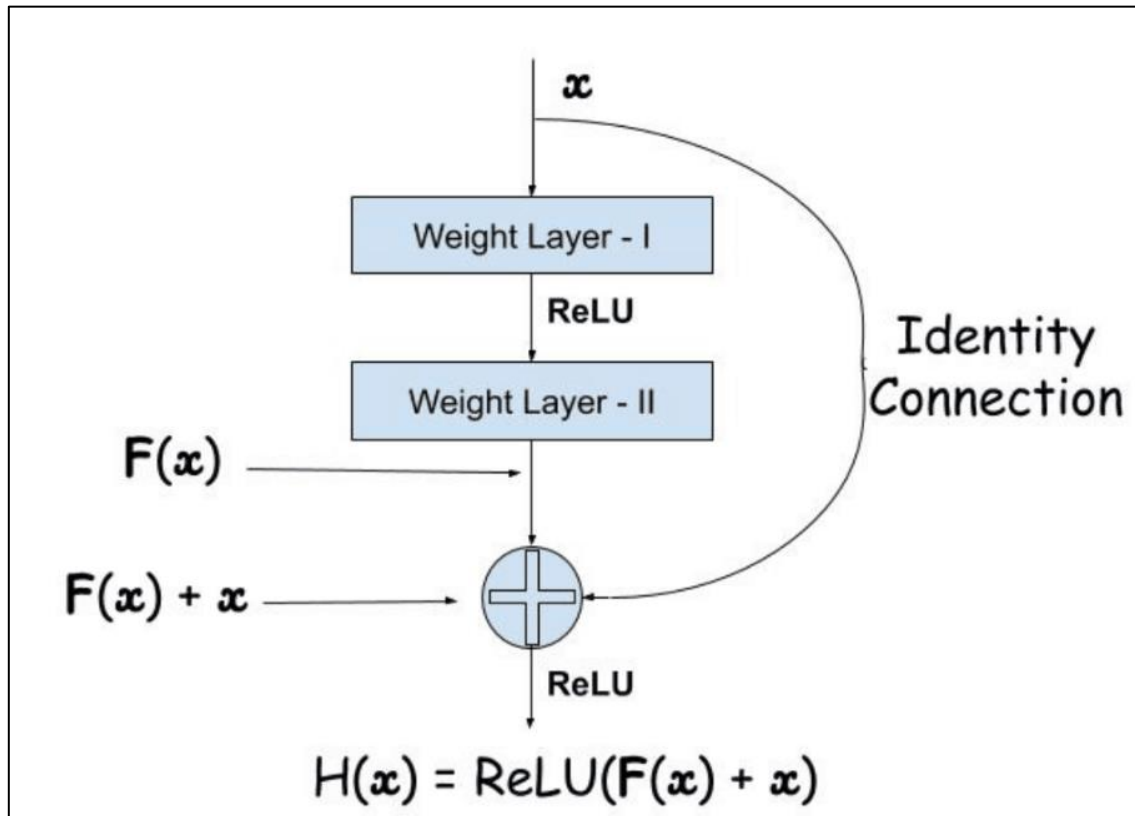 x
Weight Layer - I
ReLU
Identity
Connection
Weight Layer - II
F(x)
F(x) + x
ReLU
H(x) = ReLU(F(x) + x)